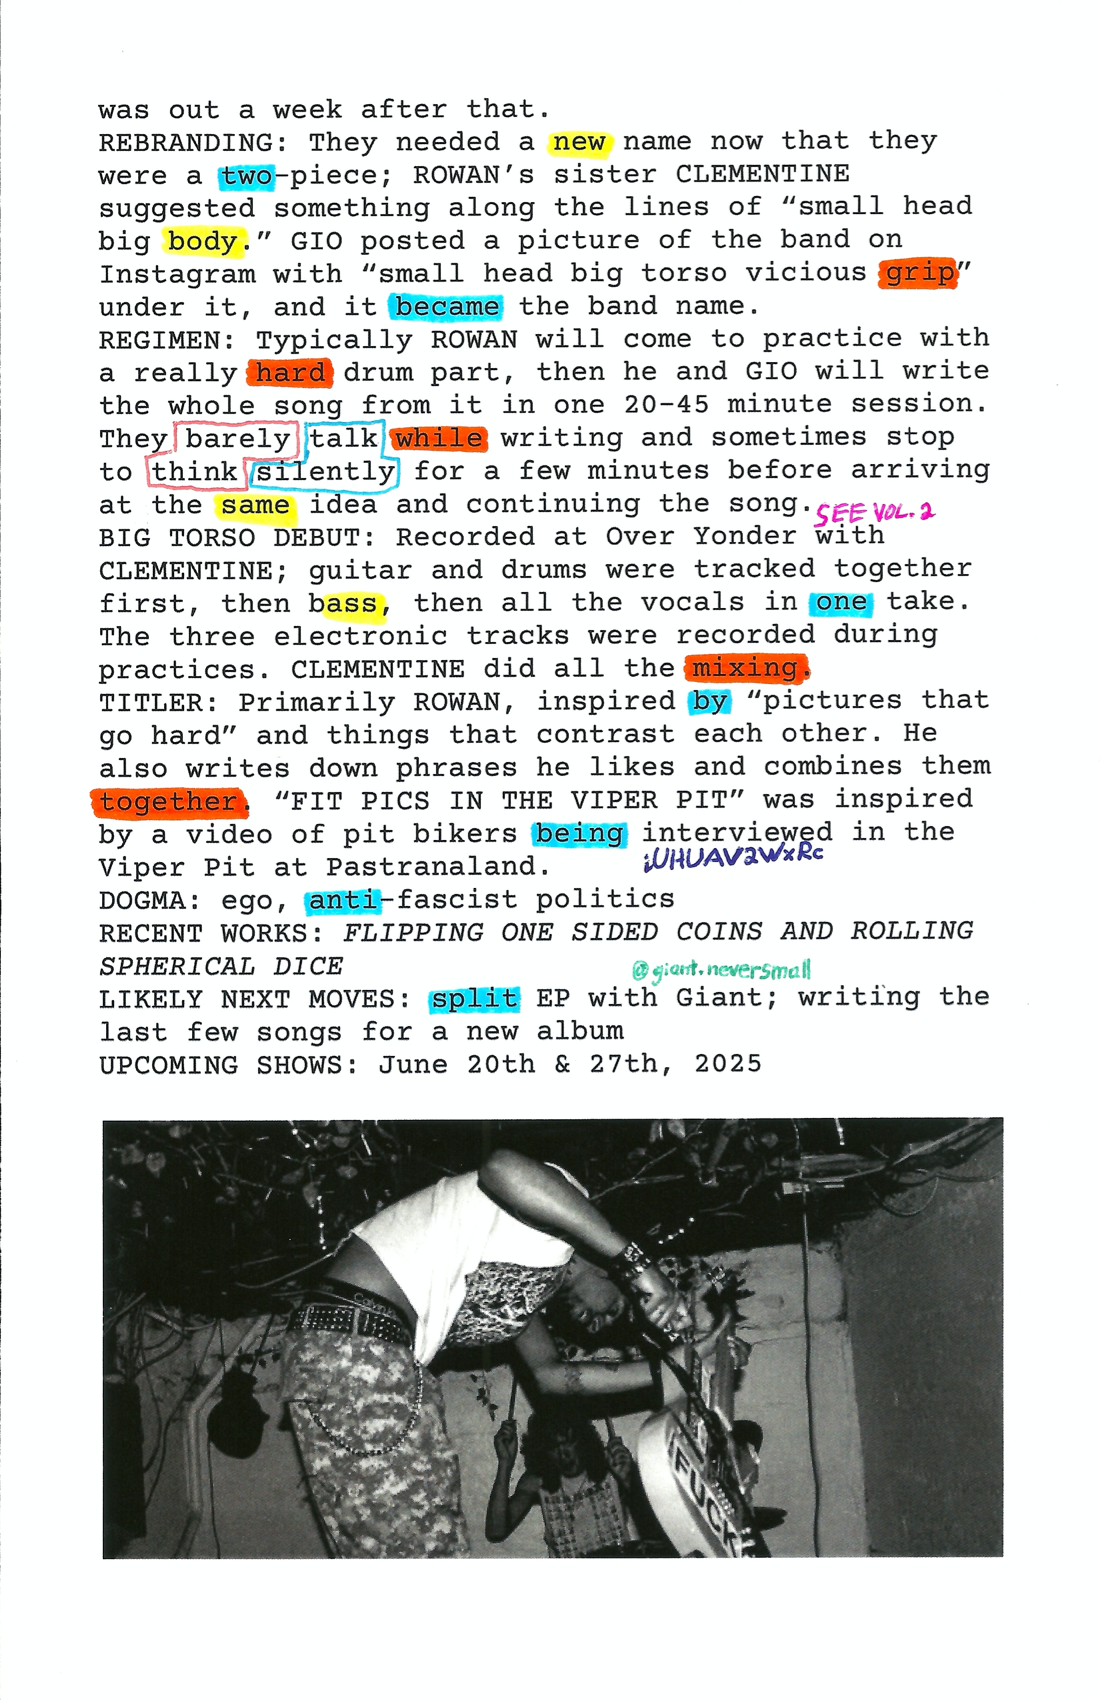 was out a week after that.
REBRANDING: They needed a new name now that they
were a two-piece; ROWAN’s sister CLEMENTINE
suggested something along the lines of “small head
big body.” GIO posted a picture of the band on
Instagram with “small head big torso vicious grip”
under it, and it became the band name.
REGIMEN: Typically ROWAN will come to practice with
a really hard drum part, then he and GIO will write
the whole song from it in one 20-45 minute session.
They barely talk while writing and sometimes stop
to think silently for a few minutes before arriving
at the same idea and continuing the song.
SEE VOL. 2
BIG TORSO DEBUT: Recorded at Over Yonder with
CLEMENTINE; guitar and drums were tracked together
first, then bass, then all the vocals in one take.
The three electronic tracks were recorded during
practices. CLEMENTINE did all the mixing.
TITLER: Primarily ROWAN, inspired by “pictures that
go hard” and things that contrast each other. He
also writes down phrases he likes and combines them
together. “FIT PICS IN THE VIPER PIT” was inspired
by a video of pit bikers being interviewed in the
iUHUAV2WxRc
Viper Pit at Pastranaland.
DOGMA: ego, anti-fascist politics
RECENT WORKS: FLIPPING ONE SIDED COINS AND ROLLING
SPHERICAL DICE
@giant.neversmall
LIKELY NEXT MOVES: split EP with Giant; writing the
last few songs for a new album
UPCOMING SHOWS: June 20th & 27th, 2025
Calvin
FUCK